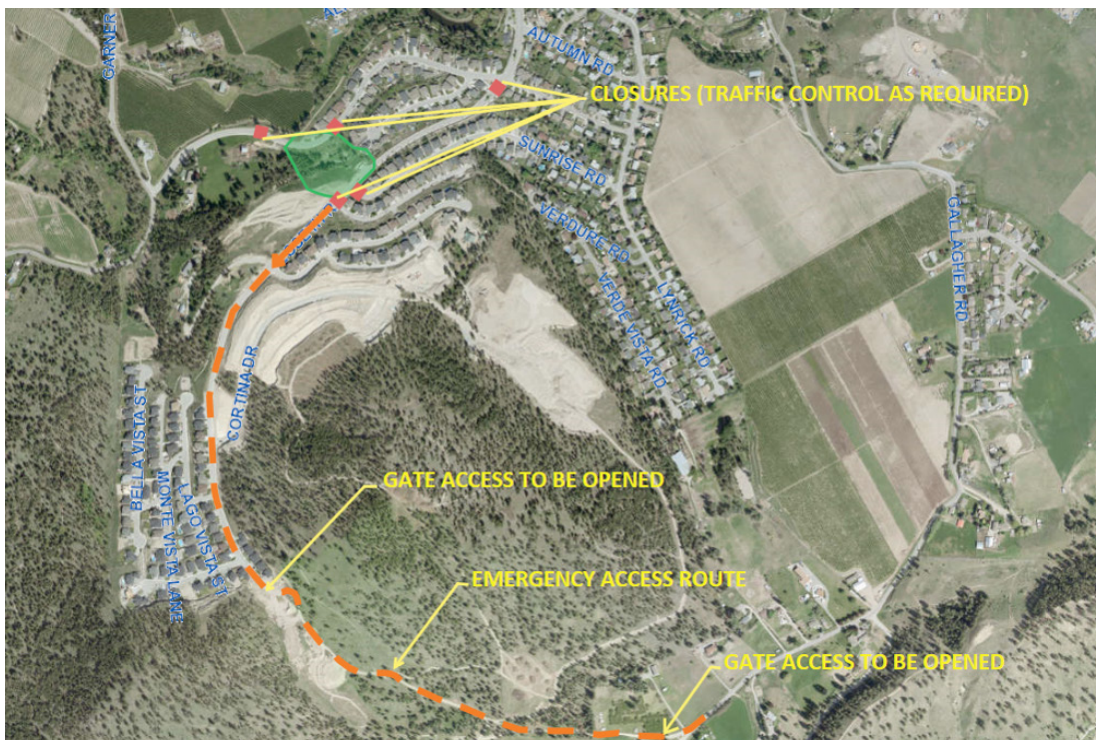 GARNER
AUTUMN RD
CLOSURES (TRAFFIC CONTROL AS REQUIRED)
SUNRISE RD
VERDURE RD
GALLAGHER RD
VERDE VISTA RD
LYNRICK RD
CORTINA DR
BELLA VISTA ST
MONTE VISTA LANE
LAGO VISTA ST
GATE ACCESS TO BE OPENED
EMERGENCY ACCESS ROUTE
GATE ACCESS TO BE OPENED